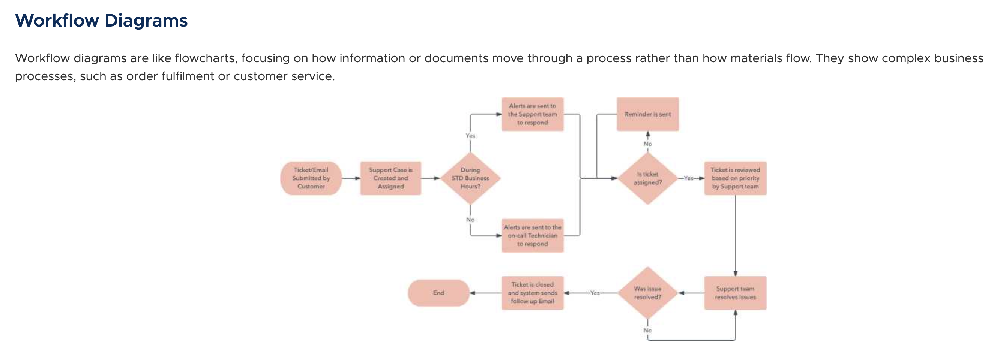 Workflow Diagrams
Workflow diagrams are like flowcharts, focusing on how information or documents move through a process rather than how materials flow. They show complex business
processes, such as order fulfilment or customer service.
Ticket/Email
Submitted by
Customer
Support Case is
Created and
Assigned
During
STD Business
Hours?
Yes
Alerts are sent to
the Support team
to respond
No
Alerts are sent to the
on-call Technician
to respond
Is ticket
assigned?
No
Reminder is sent
Yes
Ticket is reviewed
based on priority
by Support team
Support team
resolves Issues
Was issue
resolved?
No
Yes
Ticket is closed
and system sends
follow up Email
End